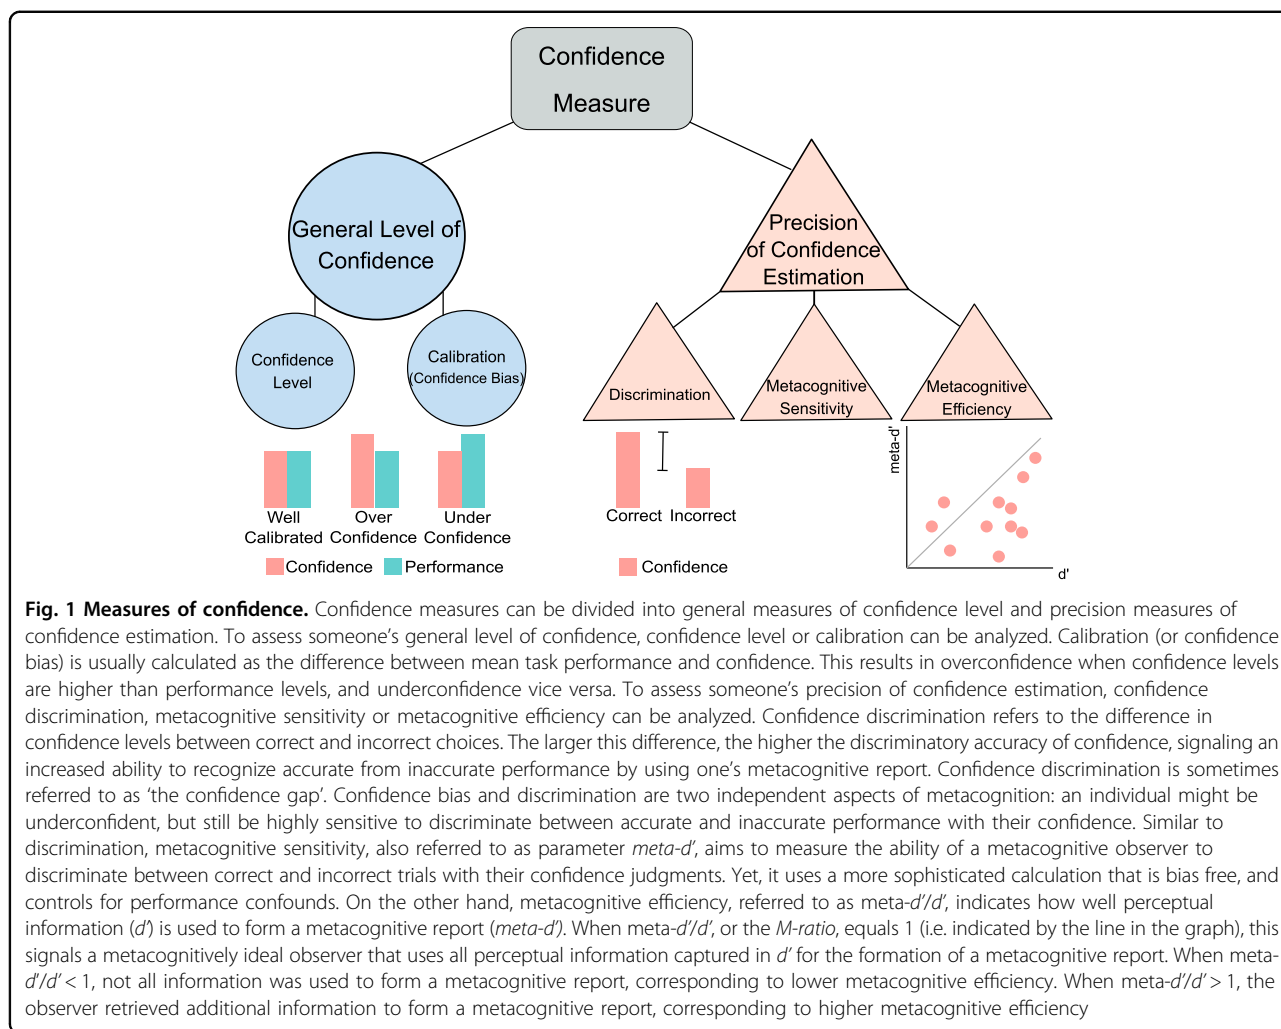 Confidence
Measure
General Level of
Confidence
Precision
of Confidence
Estimation
Confidence
Level
Calibration
(Confidence Bias)
Discrimination
Metacognitive
Sensitivity
Metacognitive
Efficiency
Well
Calibrated
Over
Confidence
Under
Confidence
Confidence
Performance
Correct
Incorrect
Confidence
meta-d'
d'
Fig. 1 Measures of confidence. Confidence measures can be divided into general measures of confidence level and precision measures of
confidence estimation. To assess someone's general level of confidence, confidence level or calibration can be analyzed. Calibration (or confidence
bias) is usually calculated as the difference between mean task performance and confidence. This results in overconfidence when confidence levels
are higher than performance levels, and underconfidence vice versa. To assess someone's precision of confidence estimation, confidence
discrimination, metacognitive sensitivity or metacognitive efficiency can be analyzed. Confidence discrimination refers to the difference in
confidence levels between correct and incorrect choices. The larger this difference, the higher the discriminatory accuracy of confidence, signaling an
increased ability to recognize accurate from inaccurate performance by using one's metacognitive report. Confidence discrimination is sometimes
referred to as 'the confidence gap'. Confidence bias and discrimination are two independent aspects of metacognition: an individual might be
underconfident, but still be highly sensitive to discriminate between accurate and inaccurate performance with their confidence. Similar to
discrimination, metacognitive sensitivity, also referred to as parameter meta-d', aims to measure the ability of a metacognitive observer to
discriminate between correct and incorrect trials with their confidence judgments. Yet, it uses a more sophisticated calculation that is bias free, and
controls for performance confounds. On the other hand, metacognitive efficiency, referred to as meta-d'/d', indicates how well perceptual
information (d') is used to form a metacognitive report (meta-d'). When meta-d'/d', or the M-ratio, equals 1 (i.e. indicated by the line in the graph), this
signals a metacognitively ideal observer that uses all perceptual information captured in d' for the formation of a metacognitive report. When meta-
d'/d' < 1, not all information was used to form a metacognitive report, corresponding to lower metacognitive efficiency. When meta-d'/d' > 1, the
observer retrieved additional information to form a metacognitive report, corresponding to higher metacognitive efficiency